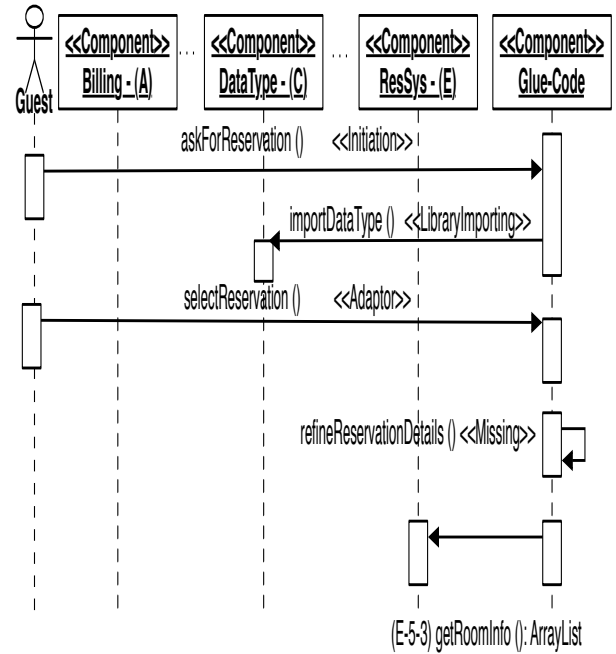 <<Component>> ... <<Component>> ... <<Component>> <<Component>>
Guest Billing - (A) DataType - (C) ResSys - (E) Glue-Code
askForReservation () <<Initiation>>
importDataType () <<LibraryImporting>>
selectReservation () <<Adaptor>>
refineReservationDetails () <<Missing>>
(E-5-3) getRoomInfo (): ArrayList